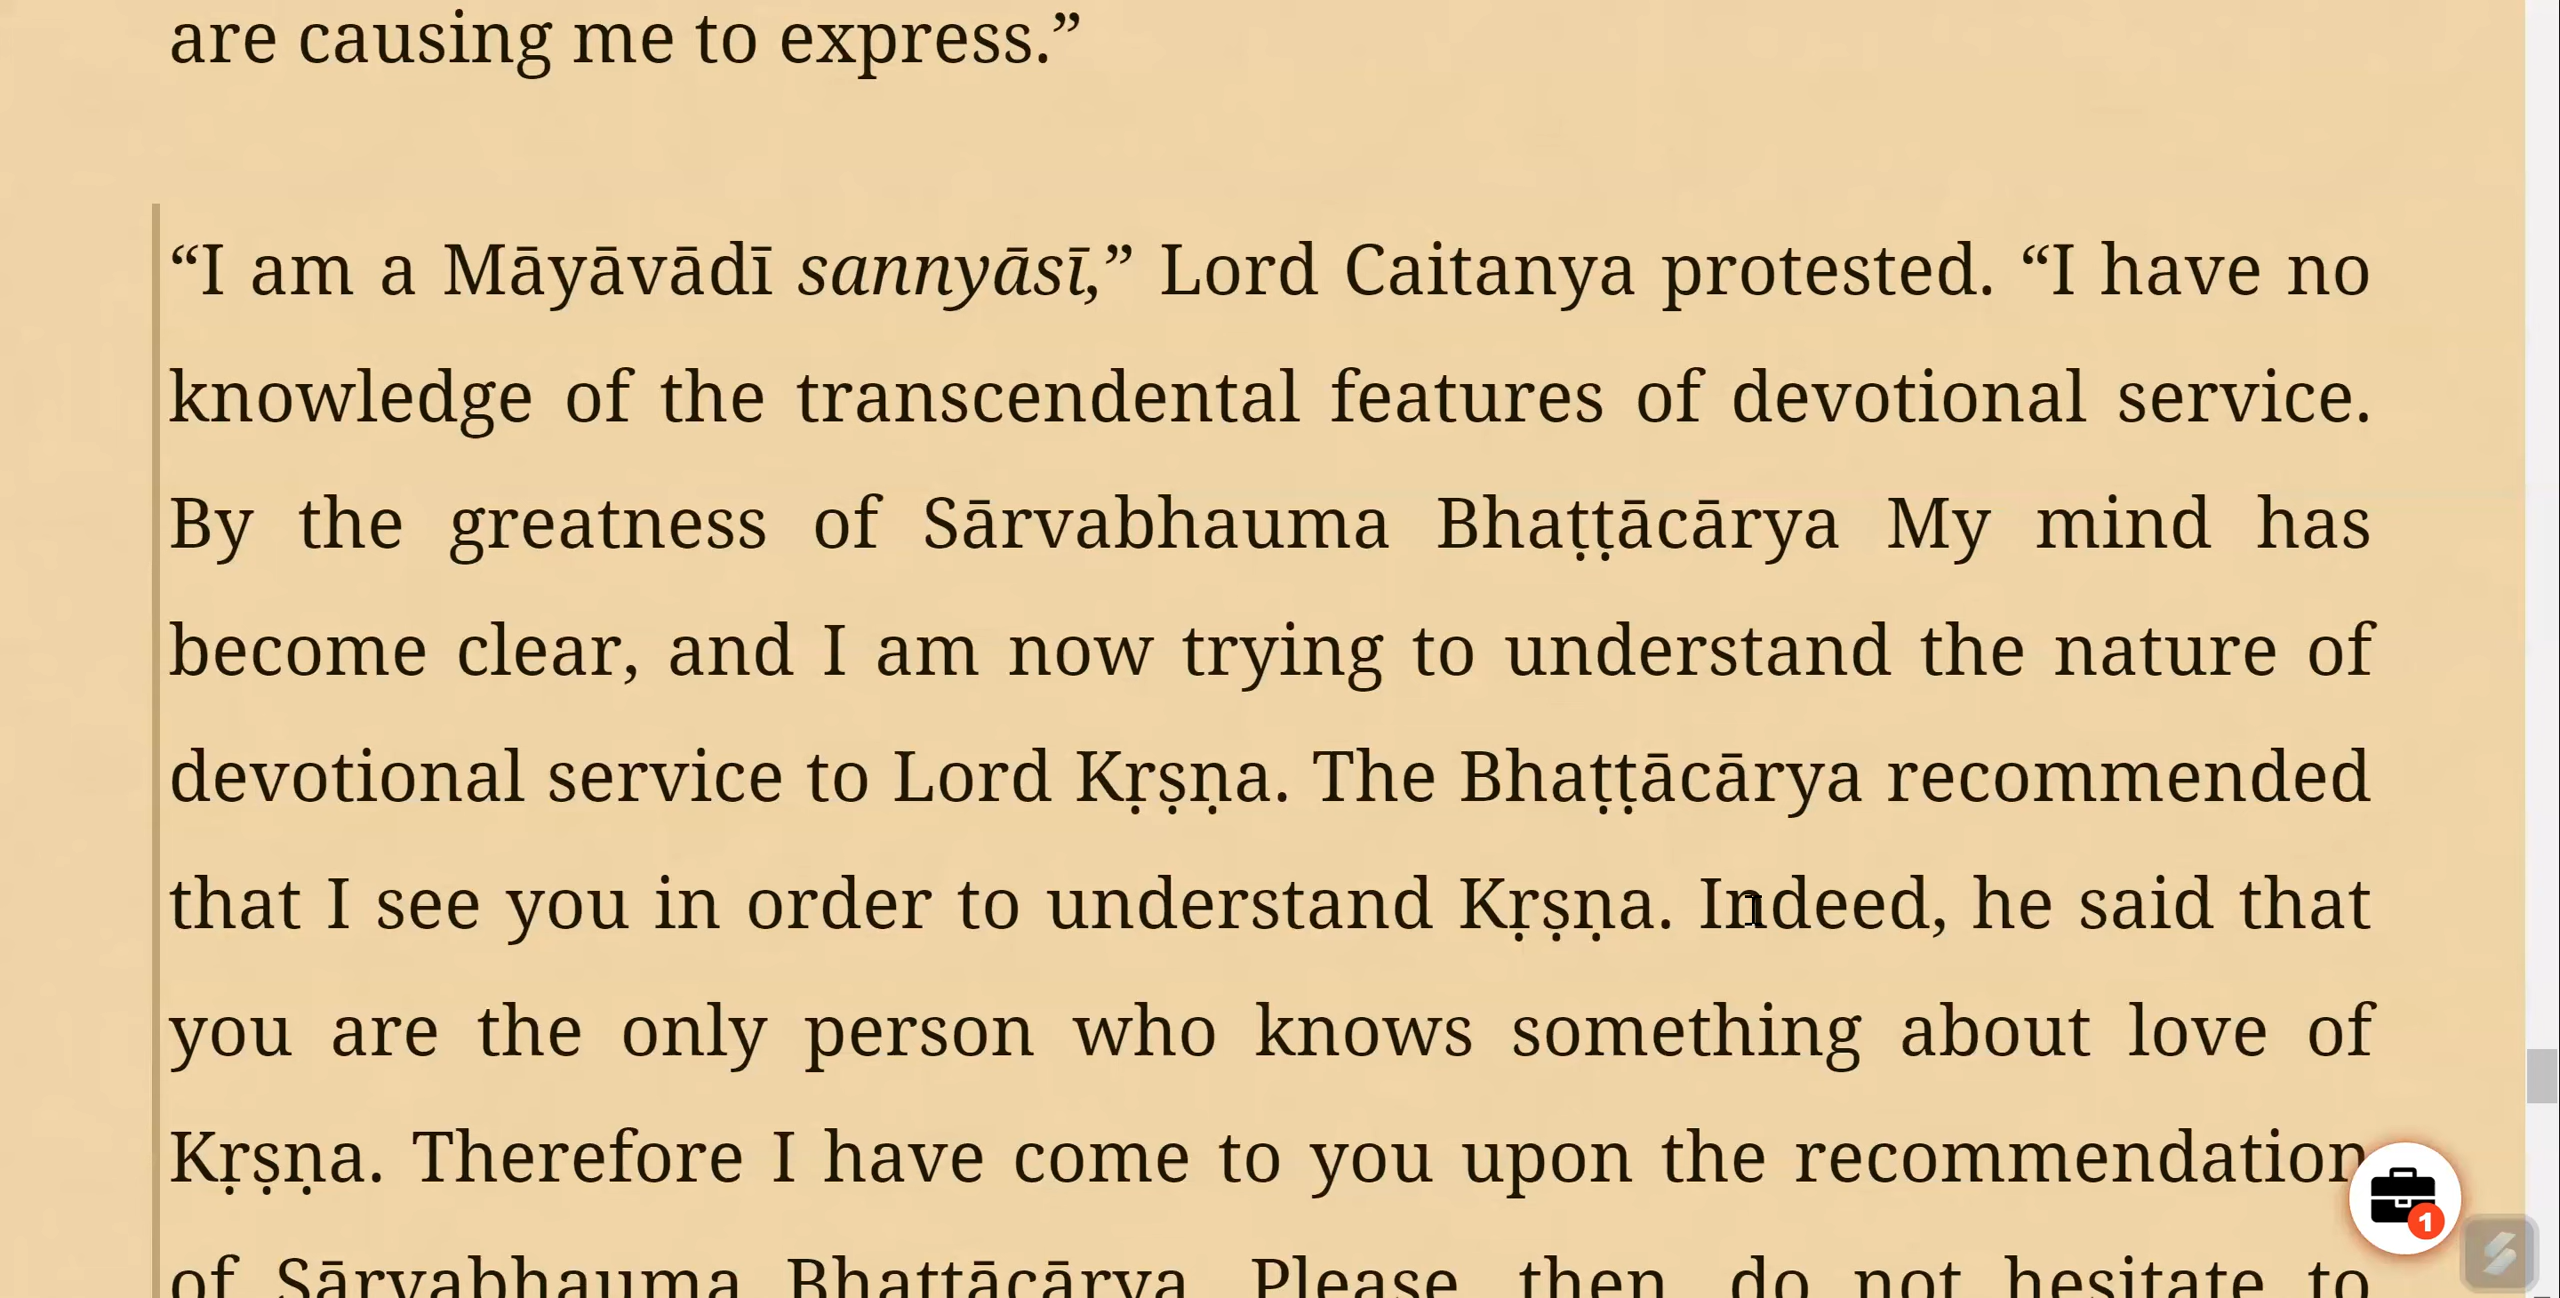 are causing me to express.”
“I am a Māyāvādī sannyāsī,” Lord Caitanya protested. “I have no
knowledge of the transcendental features of devotional service.
By the greatness of Sārvabhauma Bhaṭṭācārya My mind has
become clear, and I am now trying to understand the nature of
devotional service to Lord Kṛṣṇa. The Bhaṭṭācārya recommended
that I see you in order to understand Kṛṣṇa. Indeed, he said that
you are the only person who knows something about love of
Kṛṣṇa. Therefore I have come to you upon the recommendation
1
of Sārvabhauma Bhaṭṭācārya. Please, then, do not hesitate to